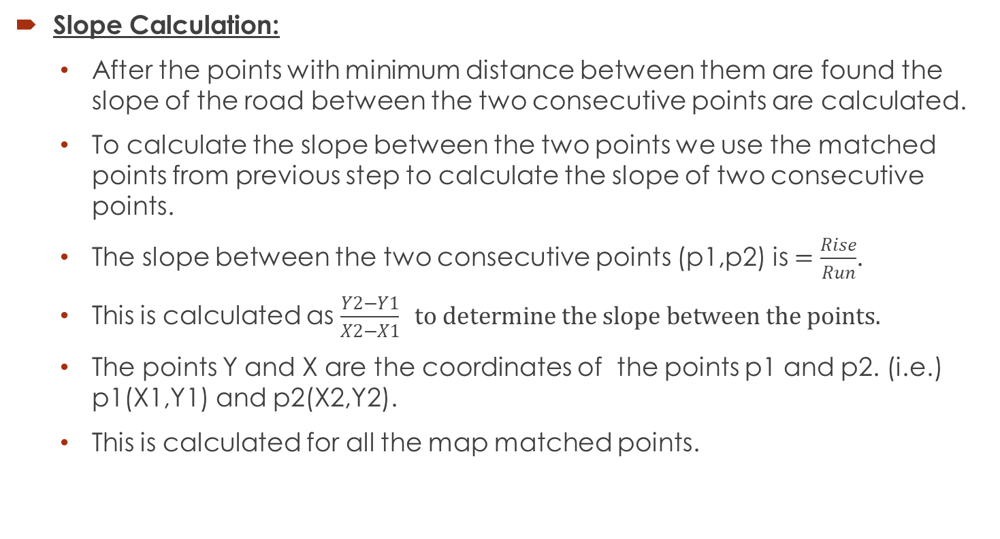 Slope Calculation:
• After the points with minimum distance between them are found the
slope of the road between the two consecutive points are calculated.
• To calculate the slope between the two points we use the matched
points from previous step to calculate the slope of two consecutive
points.
• The slope between the two consecutive points (p1,p2) is = Rise/Run.
• This is calculated as Y2−Y1/X2−X1 to determine the slope between the points.
• The points Y and X are the coordinates of  the points p1 and p2. (i.e.)
p1(X1,Y1) and p2(X2,Y2).
• This is calculated for all the map matched points.